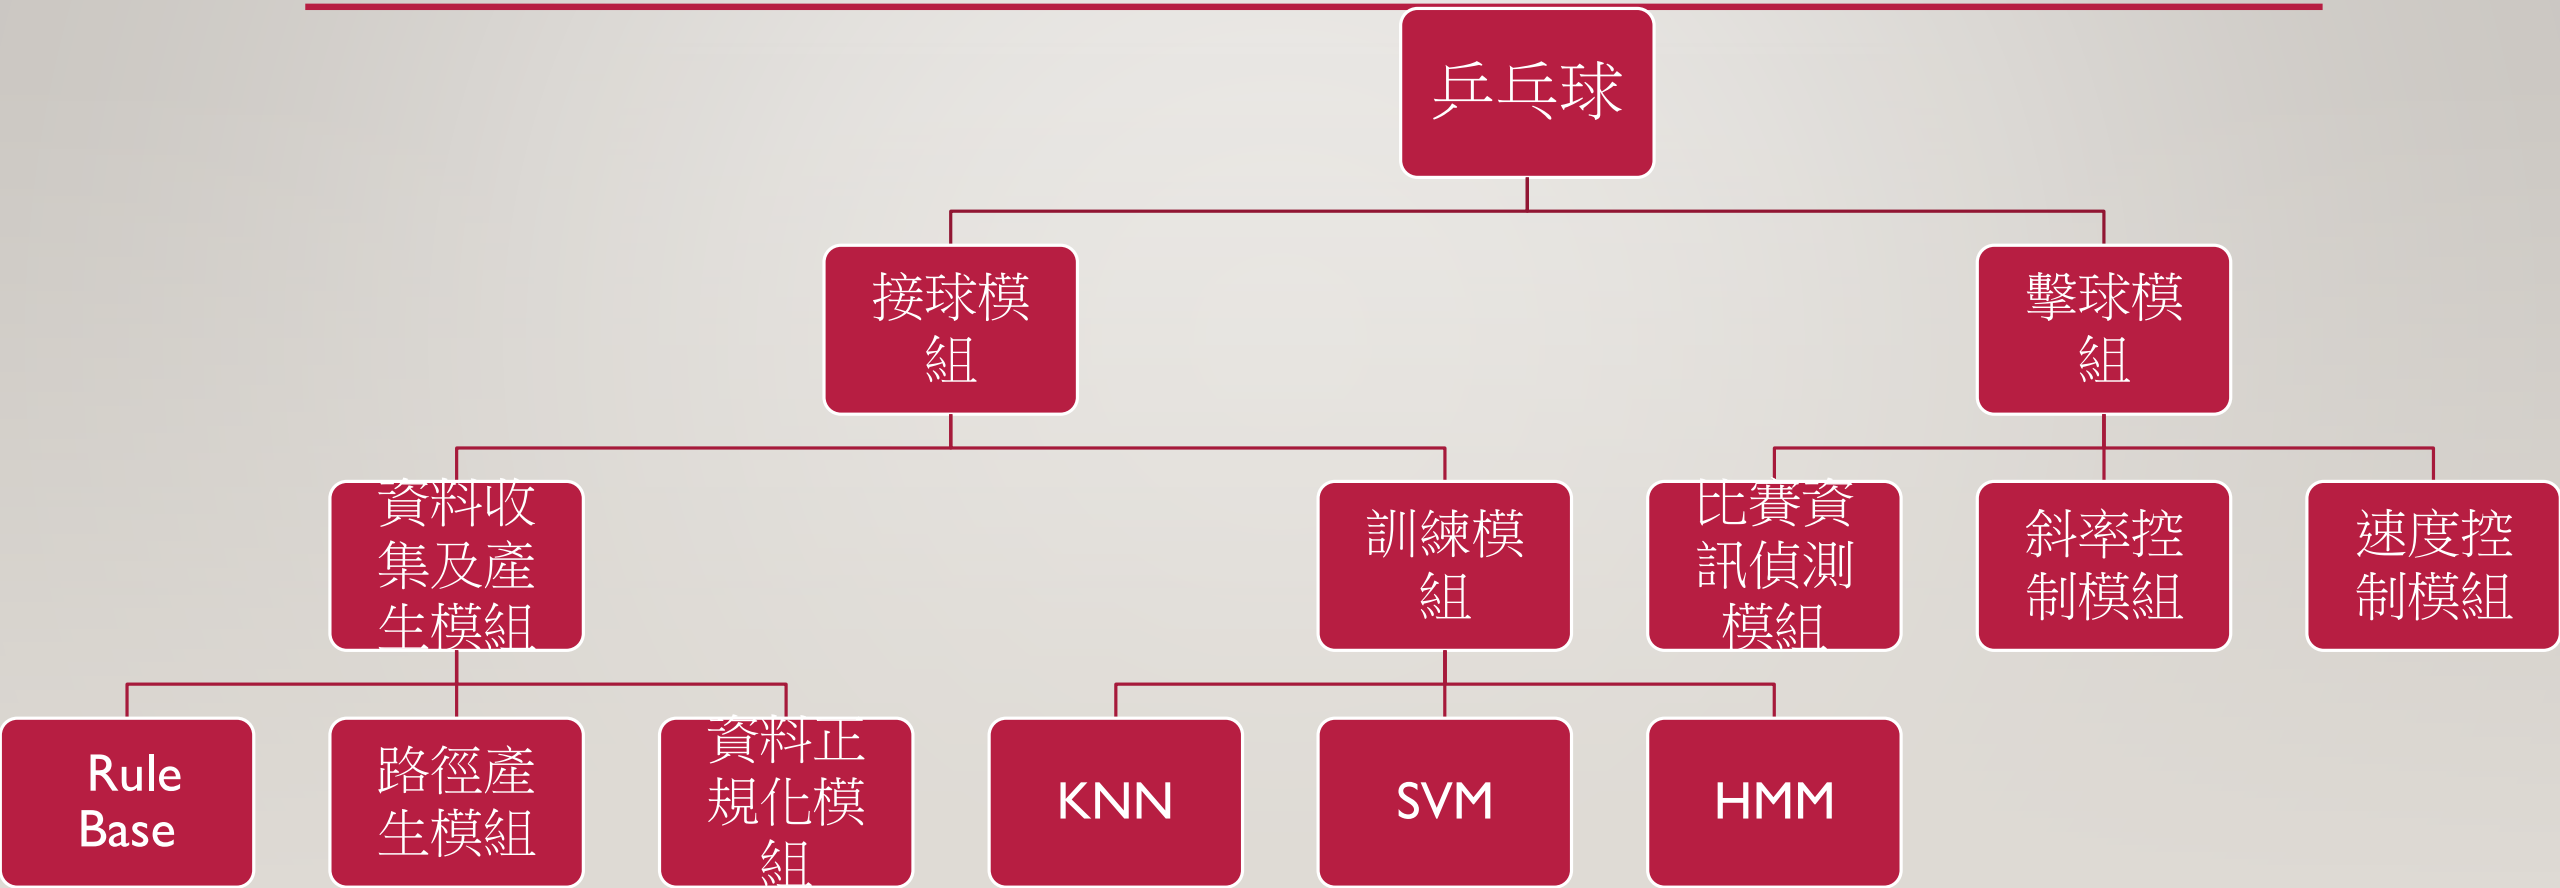 乒乓球
接球模
組
擊球模
組
資料收
集及產
生模組
訓練模
組
比賽資
訊偵測
模組
斜率控
制模組
速度控
制模組
Rule
Base
路徑產
生模組
資料正
規化模
組
KNN
SVM
HMM